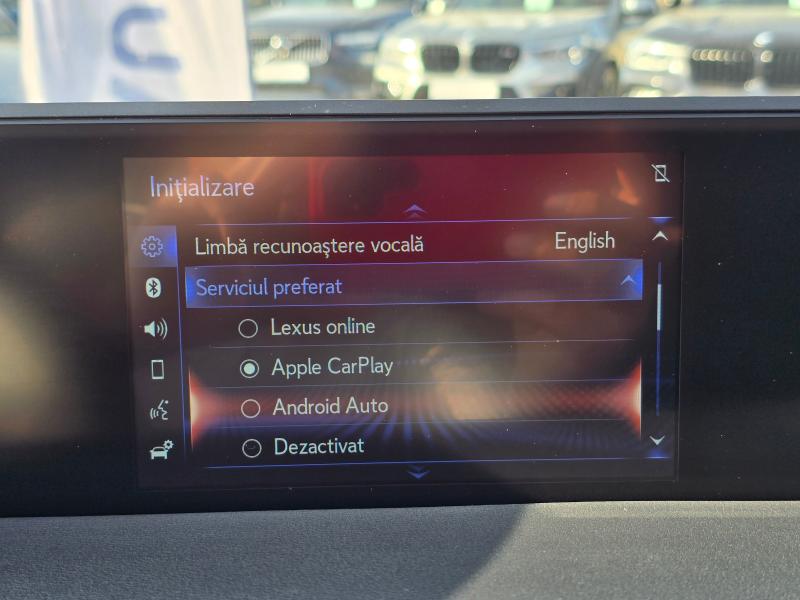 Inițializare
Limbă recunoaștere vocală English
Serviciul preferat
Lexus online
Apple CarPlay
Android Auto
Dezactivat